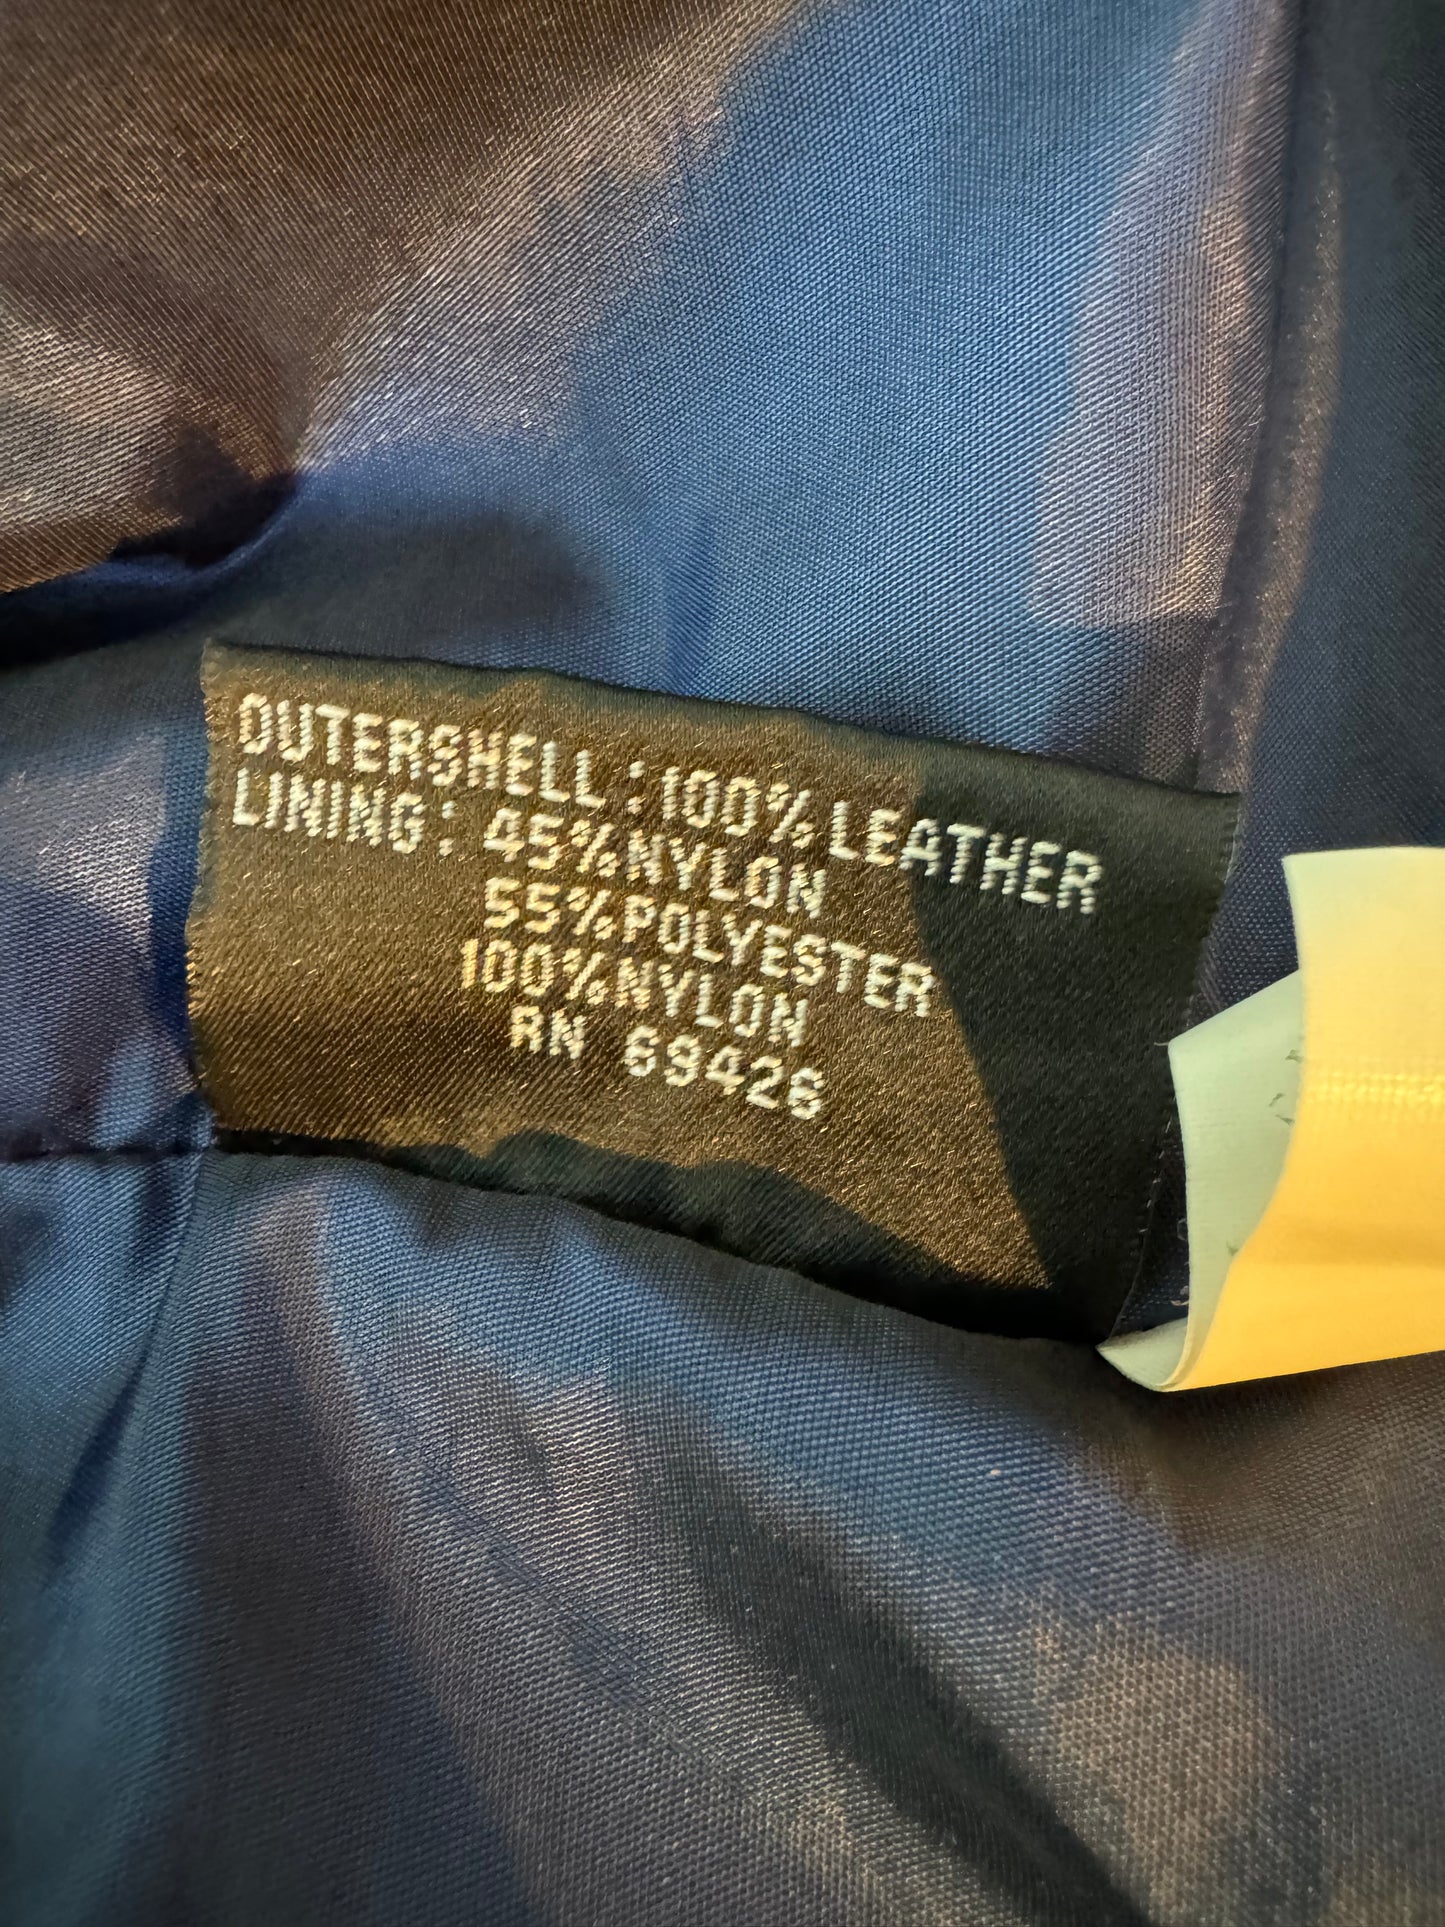 OUTERSHELL : 100% LEATHER
LINING : 45% NYLON
55% POLYESTER
100% NYLON
RN 69426